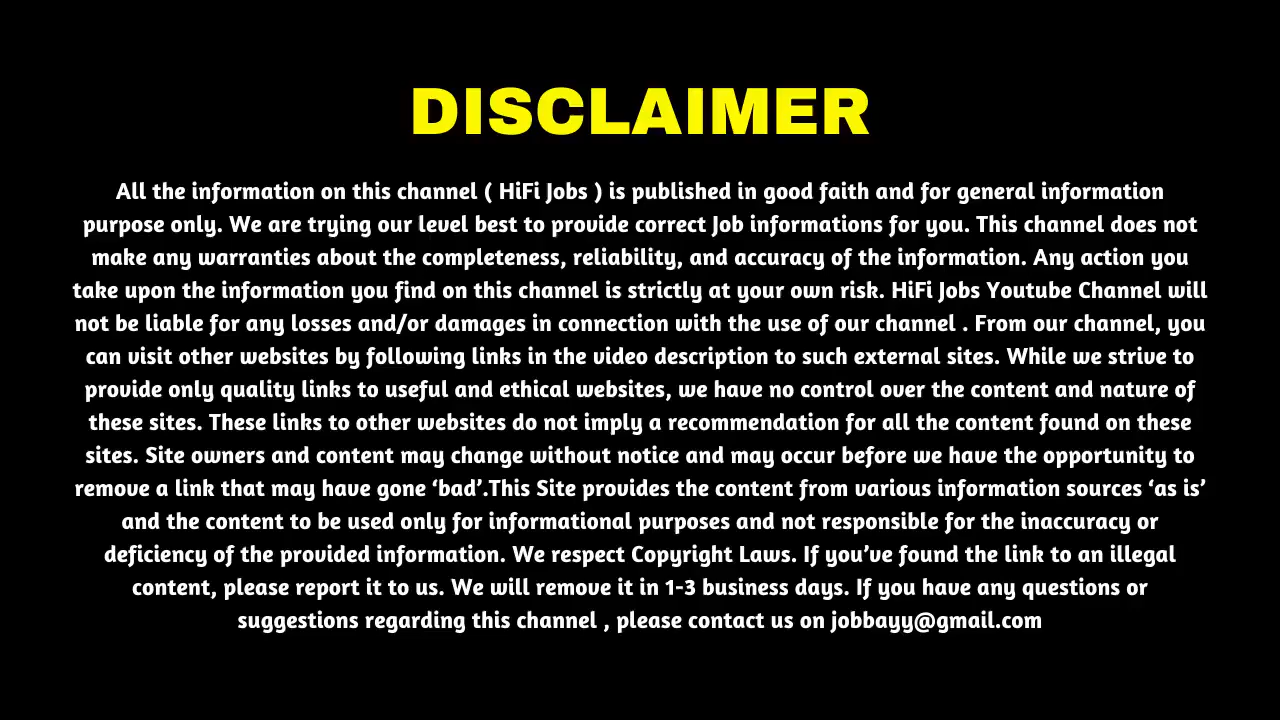 DISCLAIMER
All the information on this channel ( HiFi Jobs ) is published in good faith and for general information
purpose only. We are trying our level best to provide correct Job informations for you. This channel does not
make any warranties about the completeness, reliability, and accuracy of the information. Any action you
take upon the information you find on this channel is strictly at your own risk. HiFi Jobs Youtube Channel will
not be liable for any losses and/or damages in connection with the use of our channel . From our channel, you
can visit other websites by following links in the video description to such external sites. While we strive to
provide only quality links to useful and ethical websites, we have no control over the content and nature of
these sites. These links to other websites do not imply a recommendation for all the content found on these
sites. Site owners and content may change without notice and may occur before we have the opportunity to
remove a link that may have gone ‘bad’.This Site provides the content from various information sources ‘as is’
and the content to be used only for informational purposes and not responsible for the inaccuracy or
deficiency of the provided information. We respect Copyright Laws. If you’ve found the link to an illegal
content, please report it to us. We will remove it in 1-3 business days. If you have any questions or
suggestions regarding this channel , please contact us on jobbayy@gmail.com